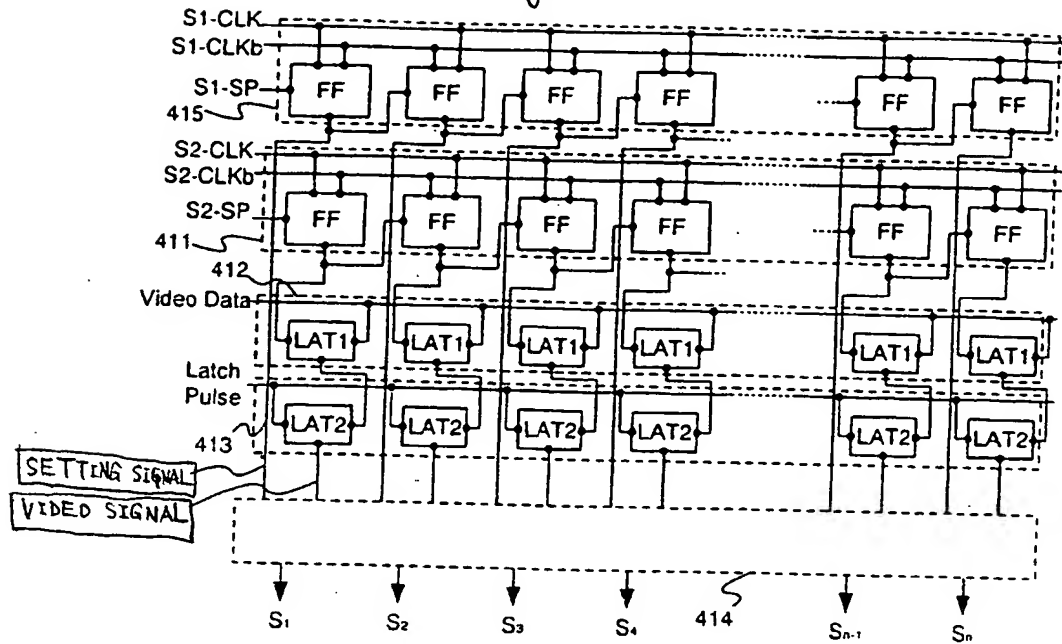 S1-CLK
S1-CLKb
S1-SP
415
FF FF FF FF FF FF
S2-CLK
S2-CLKb
S2-SP
411
FF FF FF FF FF FF
412
Video Data
LAT1 LAT1 LAT1 LAT1 LAT1 LAT1
Latch
Pulse
LAT2 LAT2 LAT2 LAT2 LAT2 LAT2
413
SETTING SIGNAL
VIDEO SIGNAL
414
S1 S2 S3 S4 Sn-1 Sn